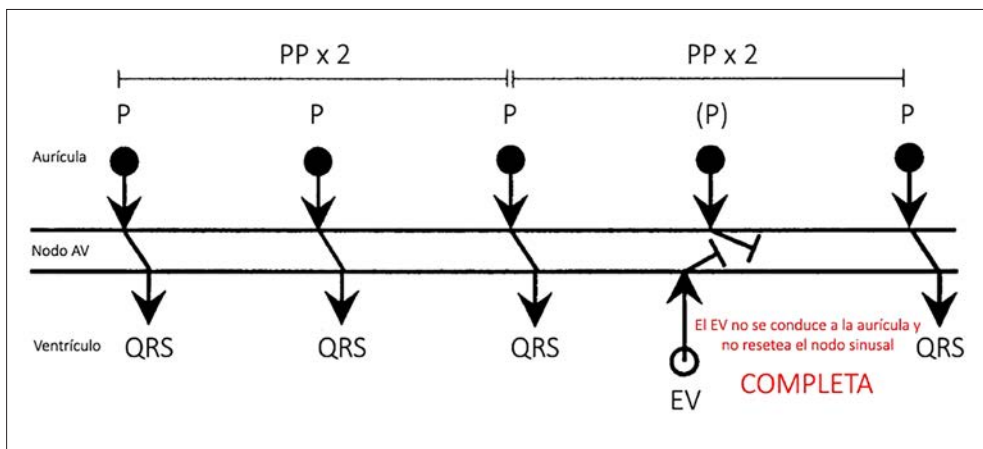 PP x 2 PP x 2
P P P (P) P
Aurícula
Nodo AV
El EV no se conduce a la aurícula y
no resetea el nodo sinusal
Ventrículo QRS QRS QRS QRS
COMPLETA
EV